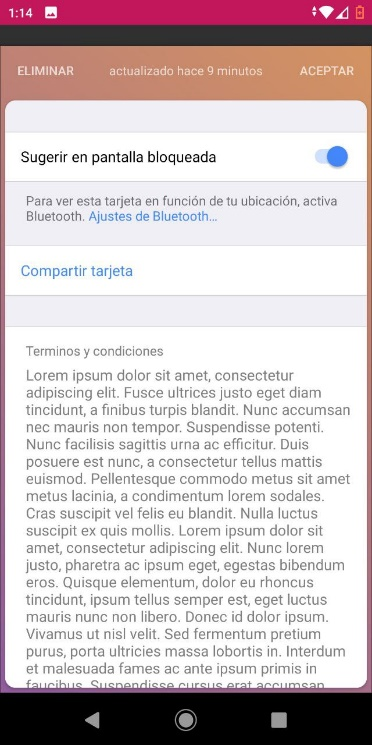 1:14
ELIMINAR actualizado hace 9 minutos ACEPTAR
Sugerir en pantalla bloqueada
Para ver esta tarjeta en función de tu ubicación, activa
Bluetooth. Ajustes de Bluetooth...
Compartir tarjeta
Terminos y condiciones
Lorem ipsum dolor sit amet, consectetur
adipiscing elit. Fusce ultrices justo eget diam
tincidunt, a finibus turpis blandit. Nunc accumsan
nec mauris non tempor. Suspendisse potenti.
Nunc facilisis sagittis urna ac efficitur. Duis
posuere est nunc, a consectetur tellus mattis
euismod. Pellentesque commodo metus sit amet
metus lacinia, a condimentum lorem sodales.
Cras suscipit vel felis eu blandit. Nulla luctus
suscipit ex quis mollis. Lorem ipsum dolor sit
amet, consectetur adipiscing elit. Nunc lorem
justo, pharetra ac ipsum eget, egestas bibendum
eros. Quisque elementum, dolor eu rhoncus
tincidunt, ipsum tellus semper est, eget luctus
mauris nunc non libero. Donec id dolor ipsum.
Vivamus ut nisl velit. Sed fermentum pretium
purus, porta ultricies massa lobortis in. Interdum
et malesuada fames ac ante ipsum primis in
faucibus. Suspendisse cursus erat accumsan